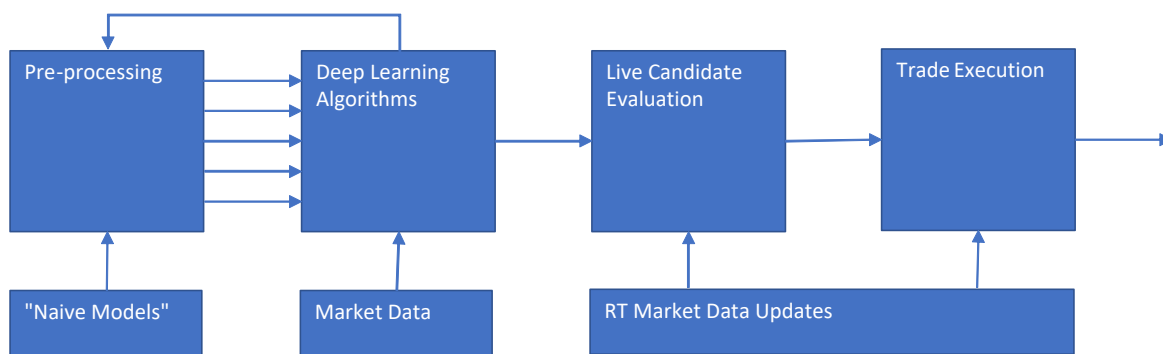 Pre-processing
Deep Learning
Algorithms
Live Candidate
Evaluation
Trade Execution
"Naive Models"
Market Data
RT Market Data Updates